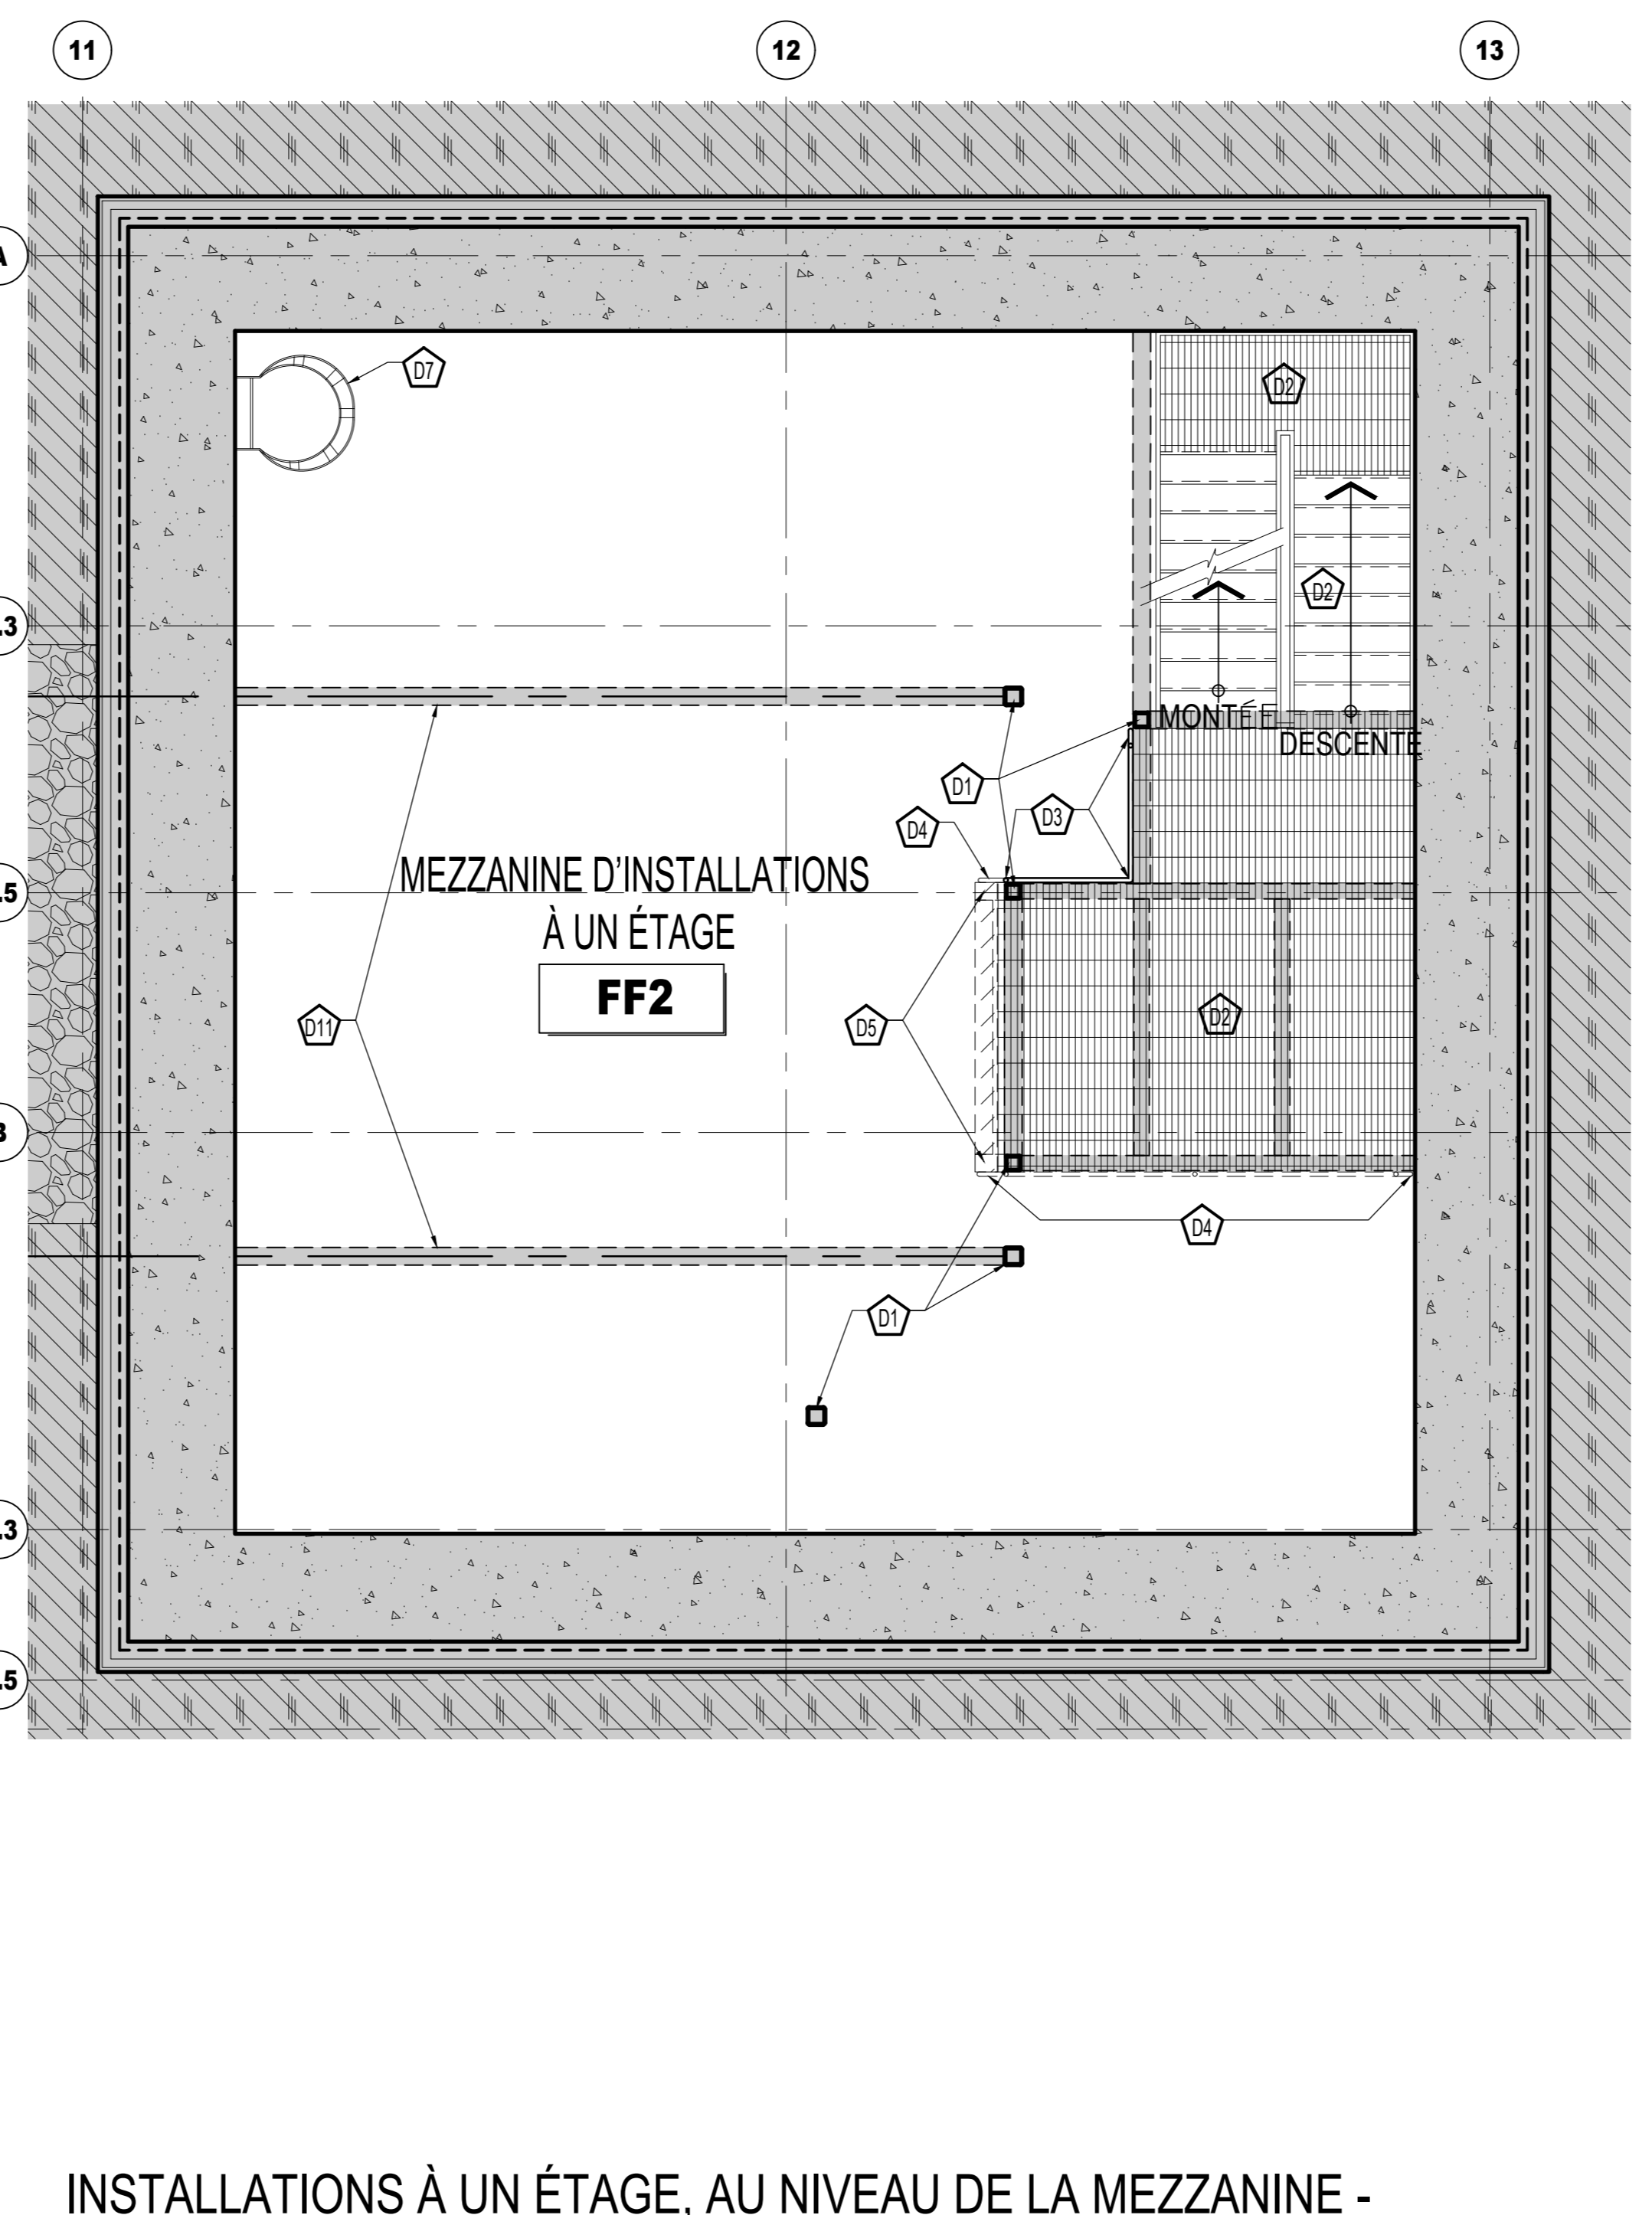 11
12
13
A
D7
D2
.3
D2
MONTÉE
DESCENTE
D1
D3
D4
MEZZANINE D'INSTALLATIONS
.5
À UN ÉTAGE
FF2
D11
D5
D2
D4
D1
.3
.5
INSTALLATIONS À UN ÉTAGE, AU NIVEAU DE LA MEZZANINE -